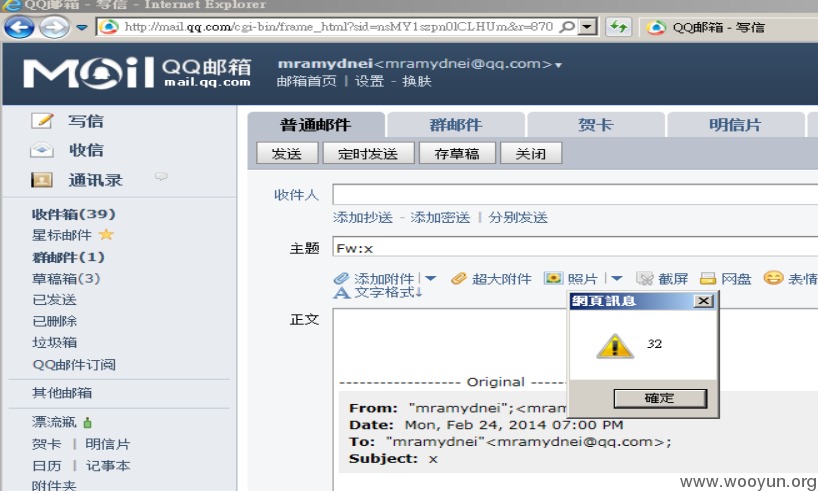 QQ邮箱 - 写信 - Internet Explorer
http://mail.qq.com/cgi-bin/frame_html?sid=nsMY1szpn0lCLHUm&r=870
QQ邮箱 - 写信
Mail QQ邮箱
mail.qq.com
mramydnei<mramydnei@qq.com>
邮箱首页 | 设置 - 换肤
写信
收信
通讯录
收件箱(39)
星标邮件
群邮件(1)
草稿箱(3)
已发送
已删除
垃圾箱
QQ邮件订阅
其他邮箱
漂流瓶
贺卡 | 明信片
日历 | 记事本
附件夹
普通邮件 群邮件 贺卡 明信片
发送 定时发送 存草稿 关闭
收件人
添加抄送 - 添加密送 | 分别发送
主题 Fw:x
添加附件 | 超大附件 照片 | 截屏 网盘 表情
A 文字格式↓
正文
网頁訊息
32
確定
------------------ Original ------
From: "mramydnei";<mram
Date: Mon, Feb 24, 2014 07:00 PM
To: "mramydnei"<mramydnei@qq.com>;
Subject: x
www.wooyun.org